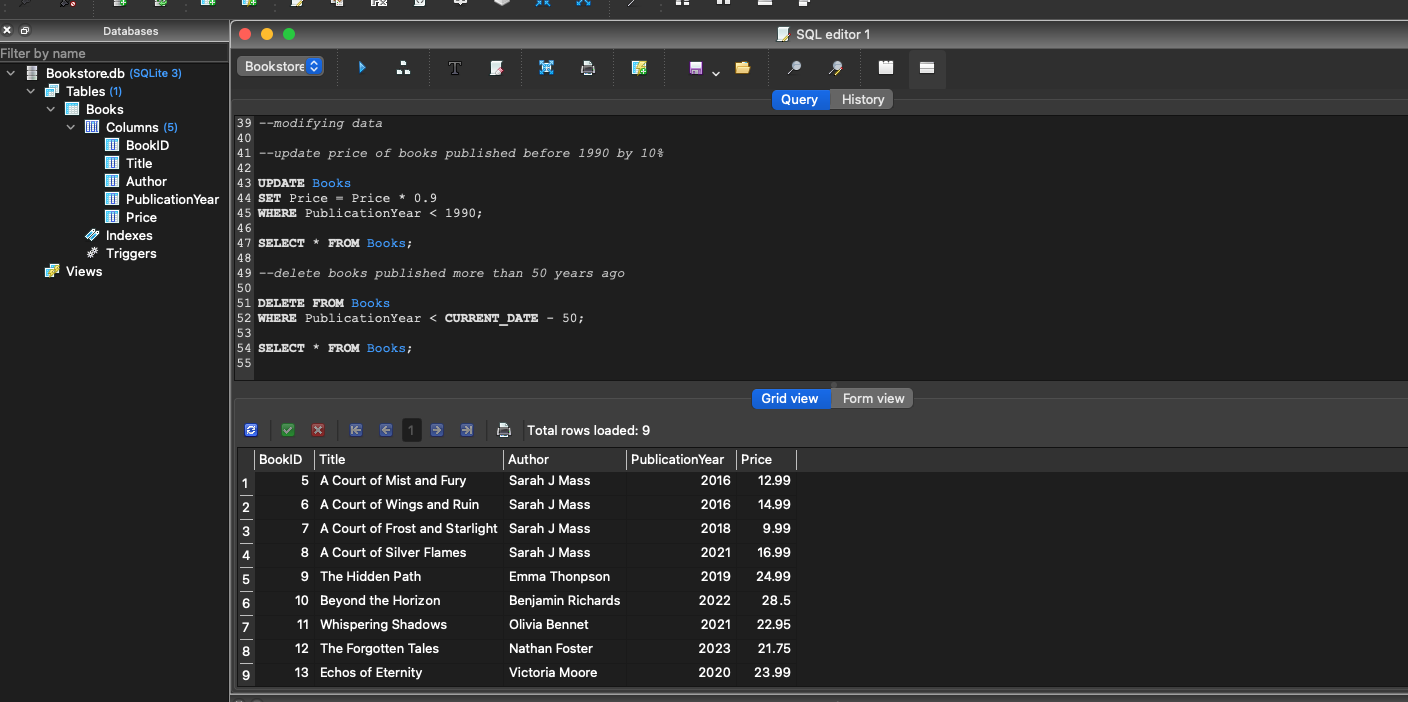 Databases
Filter by name
Bookstore.db (SQLite 3)
Tables (1)
Books
Columns (5)
BookID
Title
Author
PublicationYear
Price
Indexes
Triggers
Views
SQL editor 1
Bookstore
Query History
39 --modifying data
40
41 --update price of books published before 1990 by 10%
42
43 UPDATE Books
44 SET Price = Price * 0.9
45 WHERE PublicationYear < 1990;
46
47 SELECT * FROM Books;
48
49 --delete books published more than 50 years ago
50
51 DELETE FROM Books
52 WHERE PublicationYear < CURRENT_DATE - 50;
53
54 SELECT * FROM Books;
55
Grid view Form view
1 Total rows loaded: 9
BookID Title Author PublicationYear Price
1 5 A Court of Mist and Fury Sarah J Mass 2016 12.99
2 6 A Court of Wings and Ruin Sarah J Mass 2016 14.99
3 7 A Court of Frost and Starlight Sarah J Mass 2018 9.99
4 8 A Court of Silver Flames Sarah J Mass 2021 16.99
5 9 The Hidden Path Emma Thonpson 2019 24.99
6 10 Beyond the Horizon Benjamin Richards 2022 28.5
7 11 Whispering Shadows Olivia Bennet 2021 22.95
8 12 The Forgotten Tales Nathan Foster 2023 21.75
9 13 Echos of Eternity Victoria Moore 2020 23.99